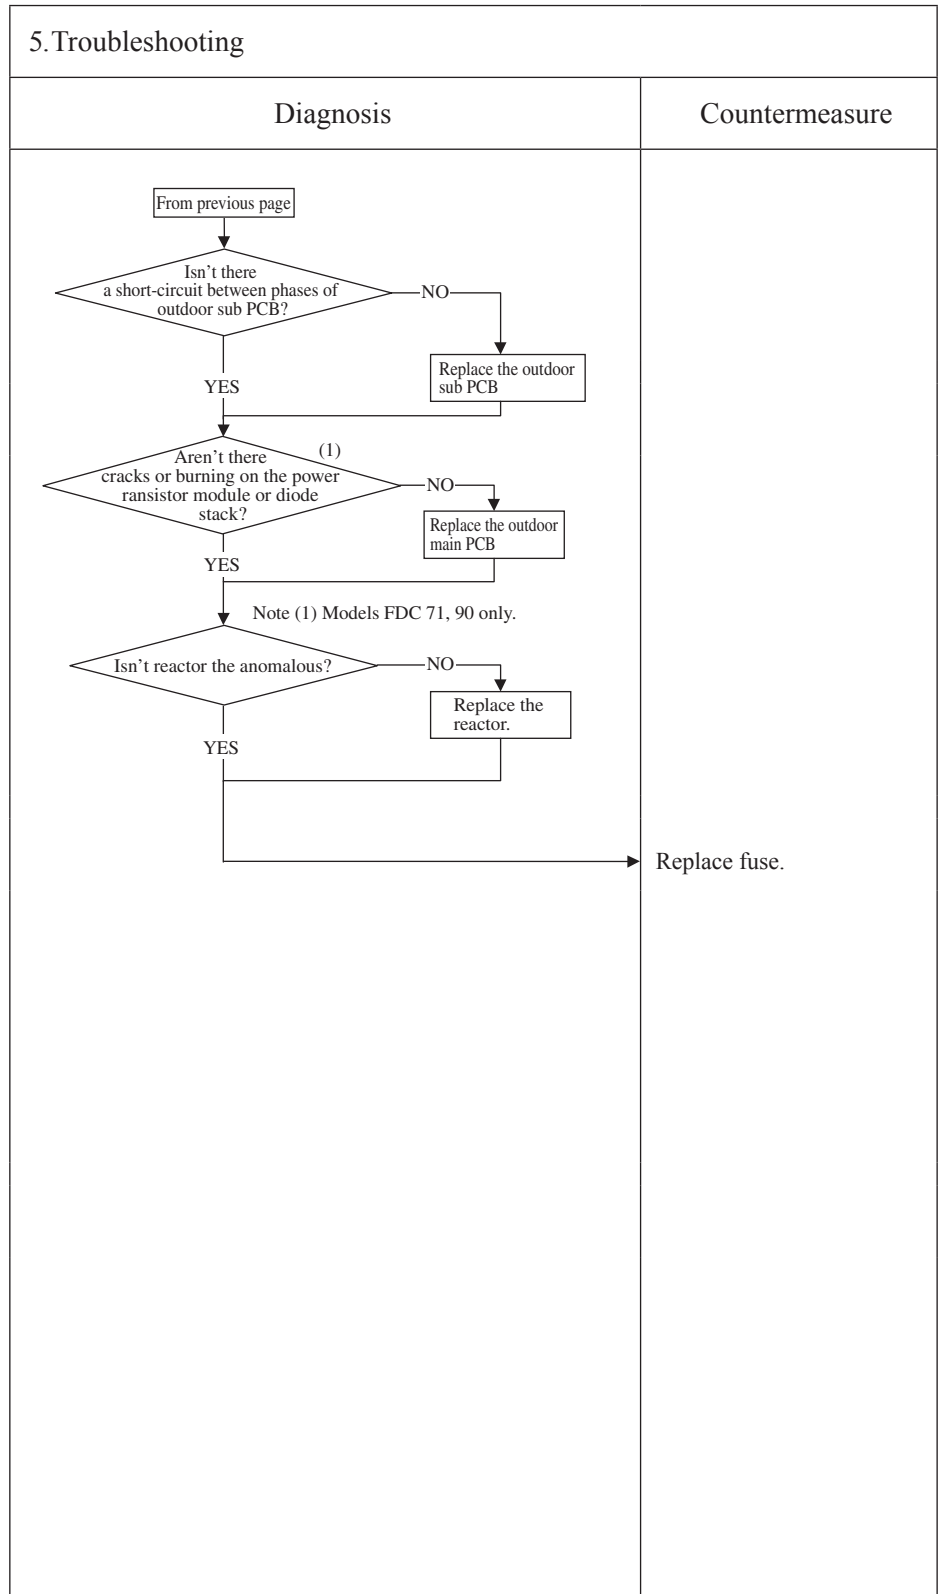 5.Troubleshooting
Diagnosis
Countermeasure
From previous page
Isn’t there
a short-circuit between phases of
outdoor sub PCB?
NO
Replace the outdoor
sub PCB
YES
(1)
Aren’t there
cracks or burning on the power
ransistor module or diode
stack?
NO
Replace the outdoor
main PCB
YES
Note (1) Models FDC 71, 90 only.
Isn’t reactor the anomalous?
NO
Replace the
reactor.
YES
Replace fuse.